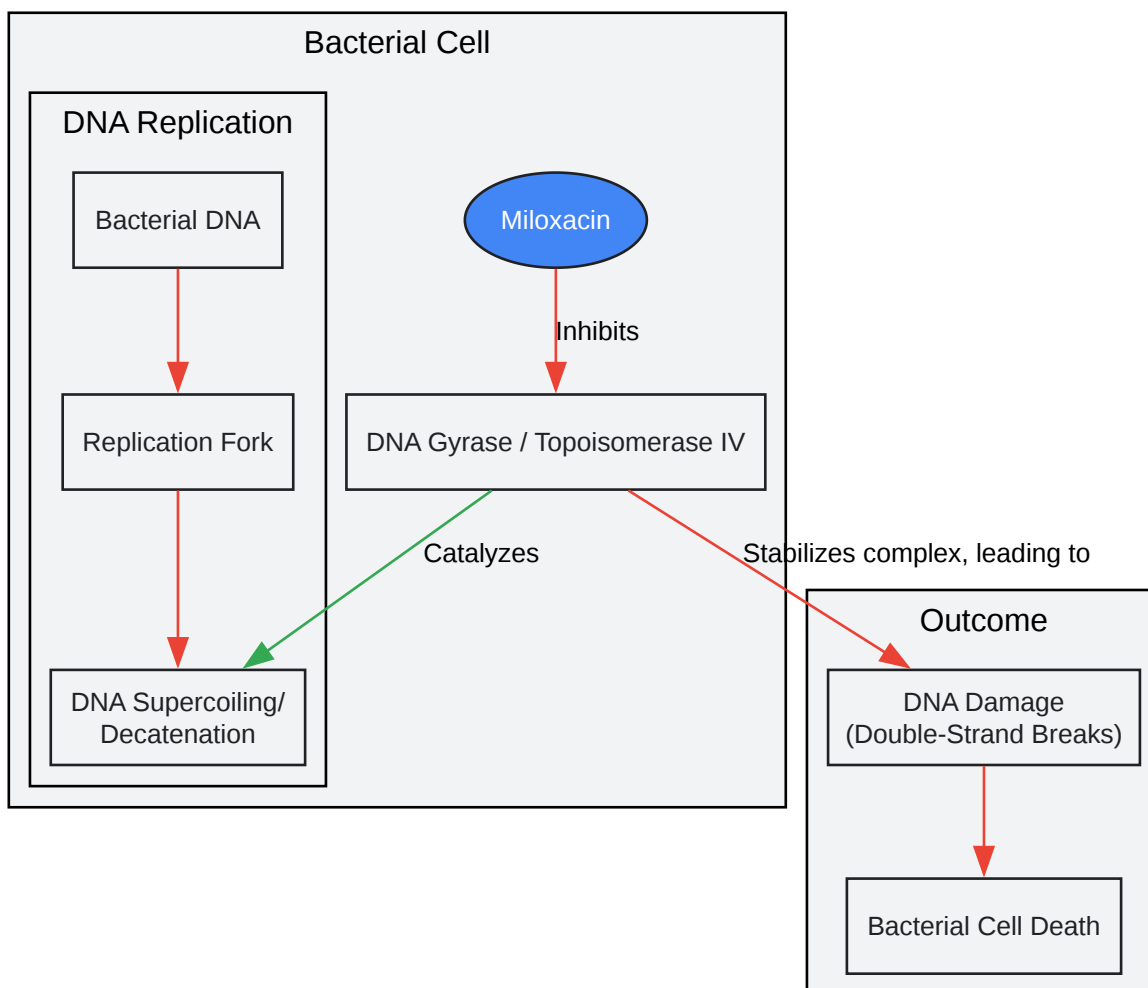 Bacterial Cell
DNA Replication
Bacterial DNA
Miloxacin
Inhibits
Replication Fork
DNA Gyrase / Topoisomerase IV
Catalyzes
Stabilizes complex, leading to
Outcome
DNA Supercoiling/
Decatenation
DNA Damage
(Double-Strand Breaks)
Bacterial Cell Death